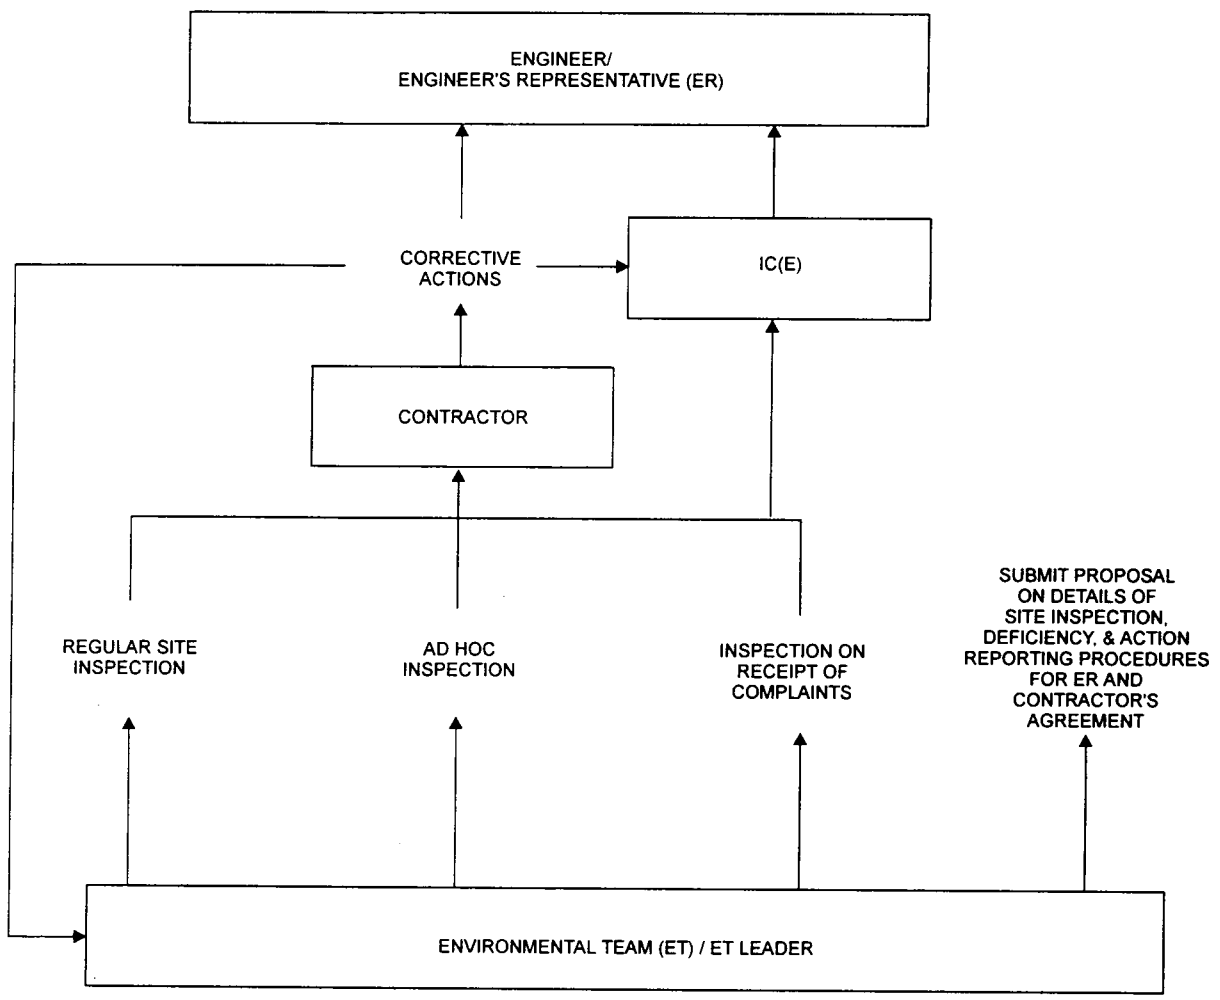 ENGINEER/
ENGINEER'S REPRESENTATIVE (ER)
CORRECTIVE
ACTIONS
IC(E)
CONTRACTOR
REGULAR SITE
INSPECTION
AD HOC
INSPECTION
INSPECTION ON
RECEIPT OF
COMPLAINTS
SUBMIT PROPOSAL
ON DETAILS OF
SITE INSPECTION,
DEFICIENCY, & ACTION
REPORTING PROCEDURES
FOR ER AND
CONTRACTOR'S
AGREEMENT
ENVIRONMENTAL TEAM (ET) / ET LEADER